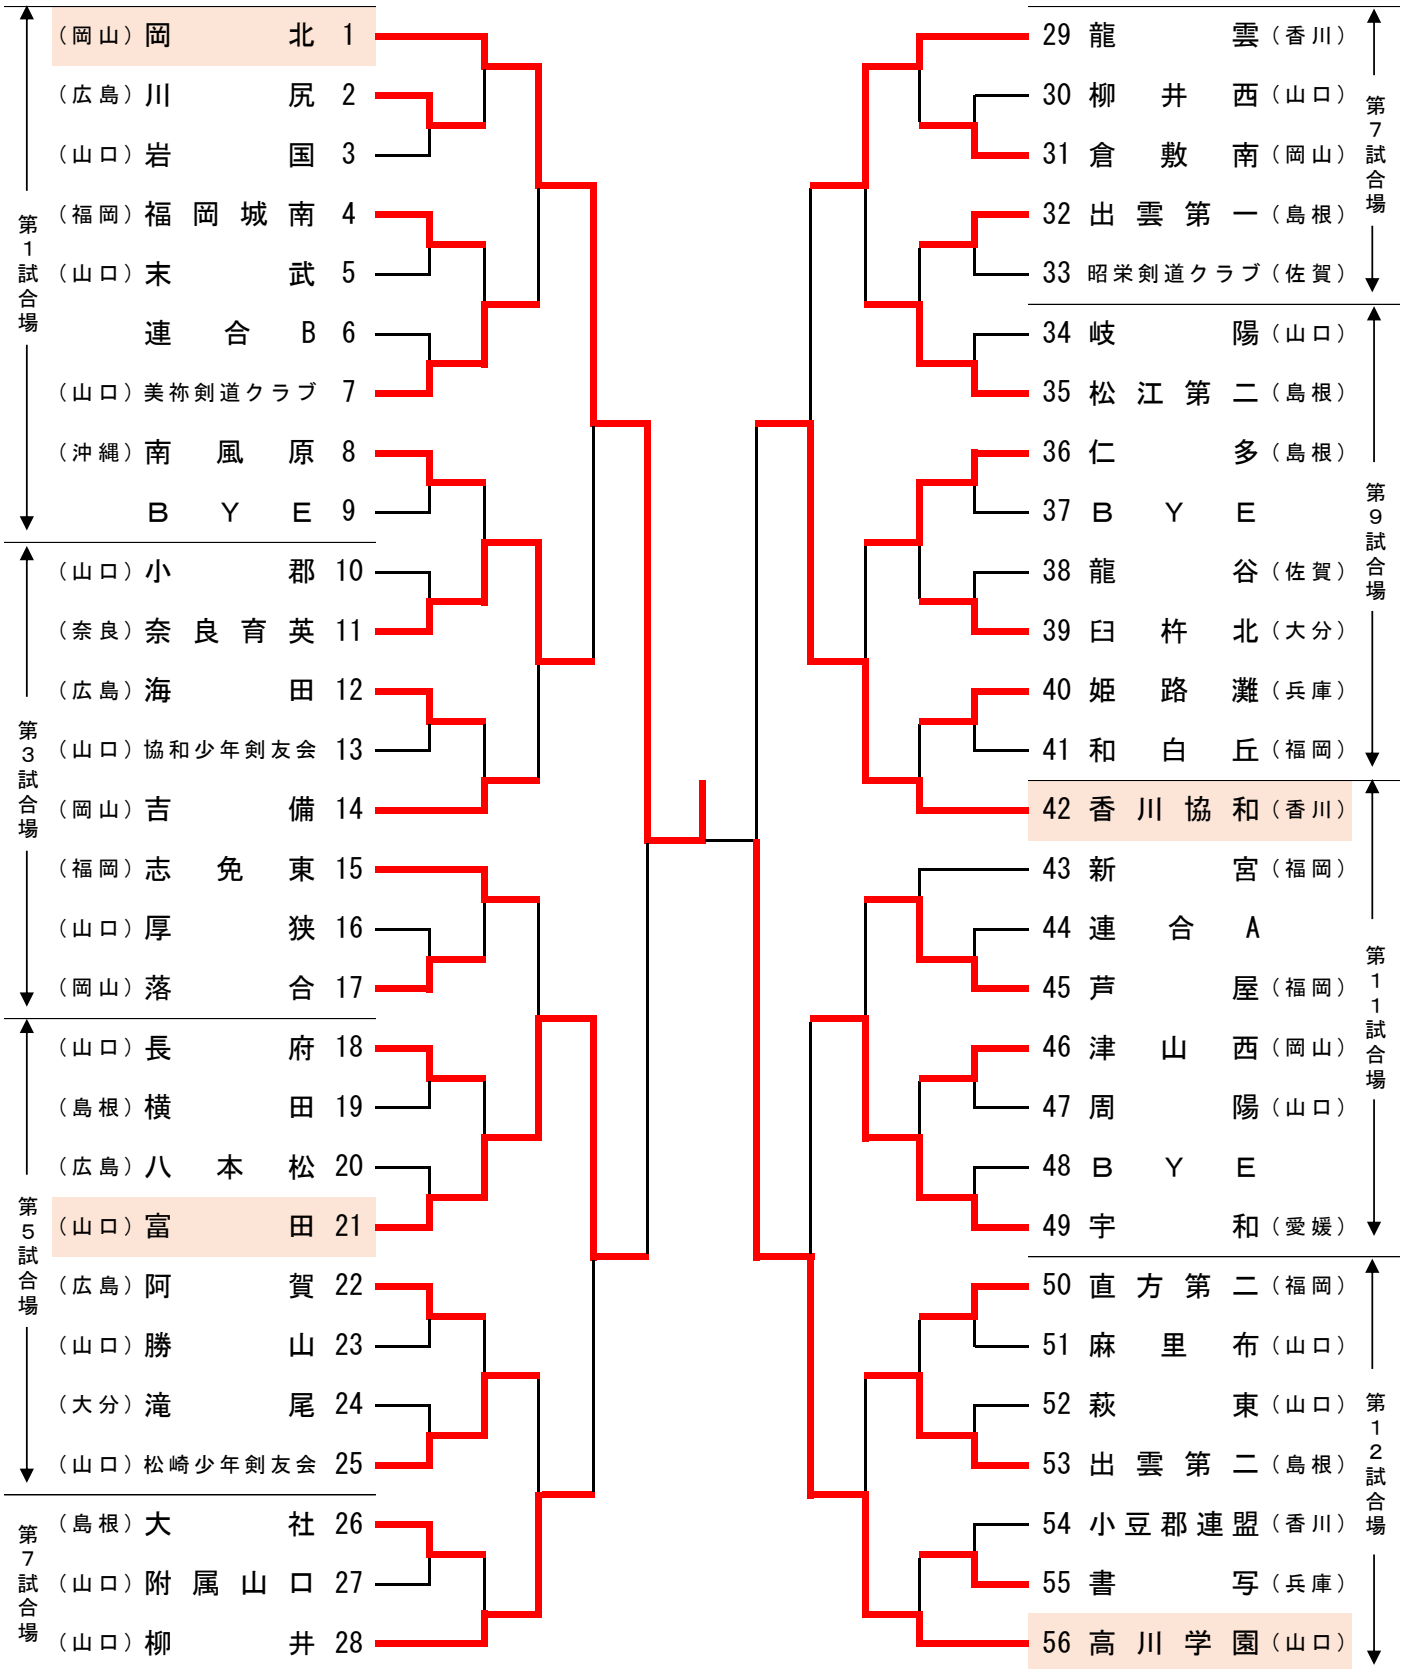 第1試合場
（岡山）岡北 1
（広島）川尻 2
（山口）岩国 3
（福岡）福岡城南 4
（山口）末武 5
連合B 6
（山口）美祢剣道クラブ 7
（沖縄）南風原 8
ＢＹＥ 9
第3試合場
（山口）小郡 10
（奈良）奈良育英 11
（広島）海田 12
（山口）協和少年剣友会 13
（岡山）吉備 14
（福岡）志免東 15
（山口）厚狭 16
（岡山）落合 17
第5試合場
（山口）長府 18
（島根）横田 19
（広島）八本松 20
（山口）富田 21
（広島）阿賀 22
（山口）勝山 23
（大分）滝尾 24
（山口）松崎少年剣友会 25
第7試合場
（島根）大社 26
（山口）附属山口 27
（山口）柳井 28
第7試合場
29 龍雲（香川）
30 柳井西（山口）
31 倉敷南（岡山）
32 出雲第一（島根）
33 昭栄剣道クラブ（佐賀）
第9試合場
34 岐陽（山口）
35 松江第二（島根）
36 仁多（島根）
37 ＢＹＥ
38 龍谷（佐賀）
39 臼杵北（大分）
40 姫路灘（兵庫）
41 和白丘（福岡）
第11試合場
42 香川協和（香川）
43 新宮（福岡）
44 連合A
45 芦屋（福岡）
46 津山西（岡山）
47 周陽（山口）
48 ＢＹＥ
49 宇和（愛媛）
第12試合場
50 直方第二（福岡）
51 麻里布（山口）
52 萩東（山口）
53 出雲第二（島根）
54 小豆郡連盟（香川）
55 書写（兵庫）
56 高川学園（山口）